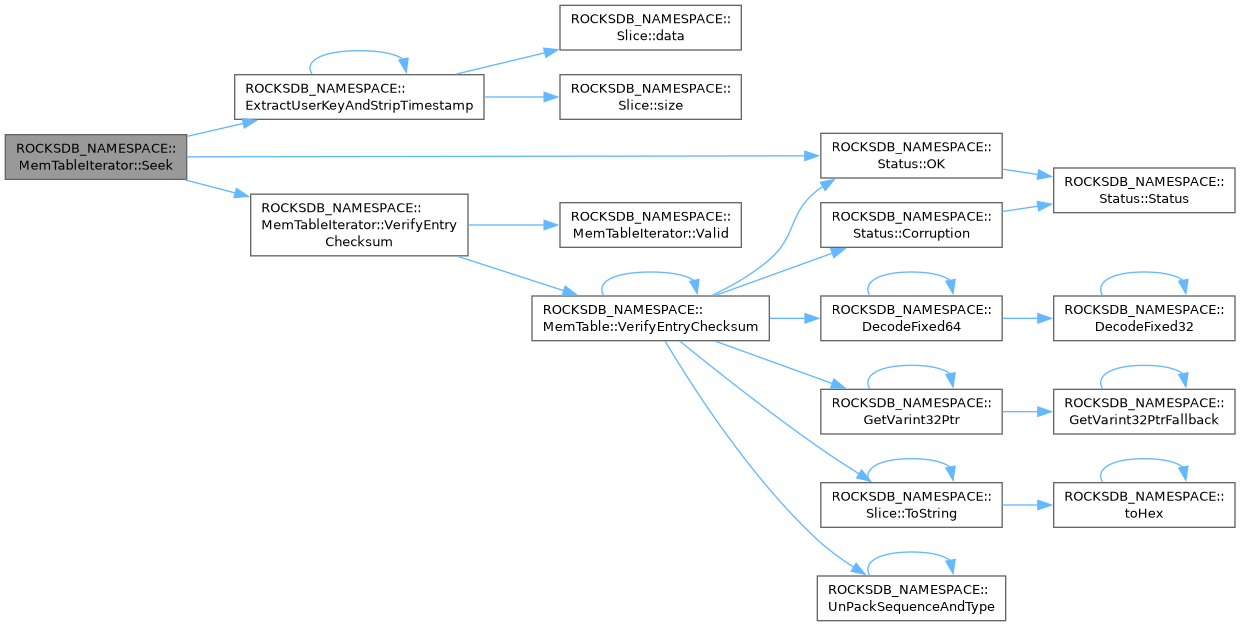 ROCKSDB_NAMESPACE::
MemTableIterator::Seek
ROCKSDB_NAMESPACE::
ExtractUserKeyAndStripTimestamp
ROCKSDB_NAMESPACE::
Slice::data
ROCKSDB_NAMESPACE::
Slice::size
ROCKSDB_NAMESPACE::
Status::OK
ROCKSDB_NAMESPACE::
Status::Status
ROCKSDB_NAMESPACE::
MemTableIterator::VerifyEntry
Checksum
ROCKSDB_NAMESPACE::
MemTableIterator::Valid
ROCKSDB_NAMESPACE::
Status::Corruption
ROCKSDB_NAMESPACE::
MemTable::VerifyEntryChecksum
ROCKSDB_NAMESPACE::
DecodeFixed64
ROCKSDB_NAMESPACE::
DecodeFixed32
ROCKSDB_NAMESPACE::
GetVarint32Ptr
ROCKSDB_NAMESPACE::
GetVarint32PtrFallback
ROCKSDB_NAMESPACE::
Slice::ToString
ROCKSDB_NAMESPACE::
toHex
ROCKSDB_NAMESPACE::
UnPackSequenceAndType